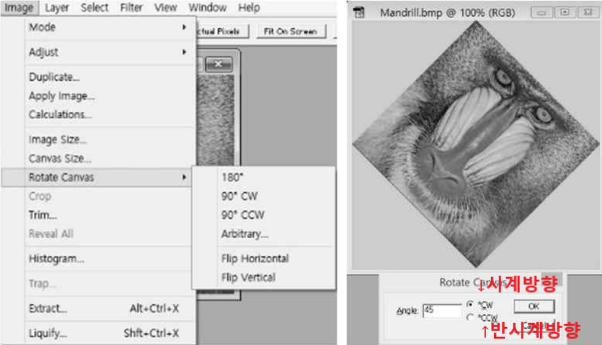 Image Layer Select Filter View Window Help
Mode
Adjust
Duplicate...
Apply Image...
Calculations...
Image Size...
Canvas Size...
Rotate Canvas
Crop
Trim...
Reveal All
Histogram...
Trap...
Extract... Alt+Ctrl+X
Liquify... Shft+Ctrl+X
ctual Pixels Fit On Screen
180°
90° CW
90° CCW
Arbitrary...
Flip Horizontal
Flip Vertical
Mandrill.bmp @ 100% (RGB)
Rotate Canvas
↓시계방향
Angle: 45 °CW OK
°CCW
↑반시계방향